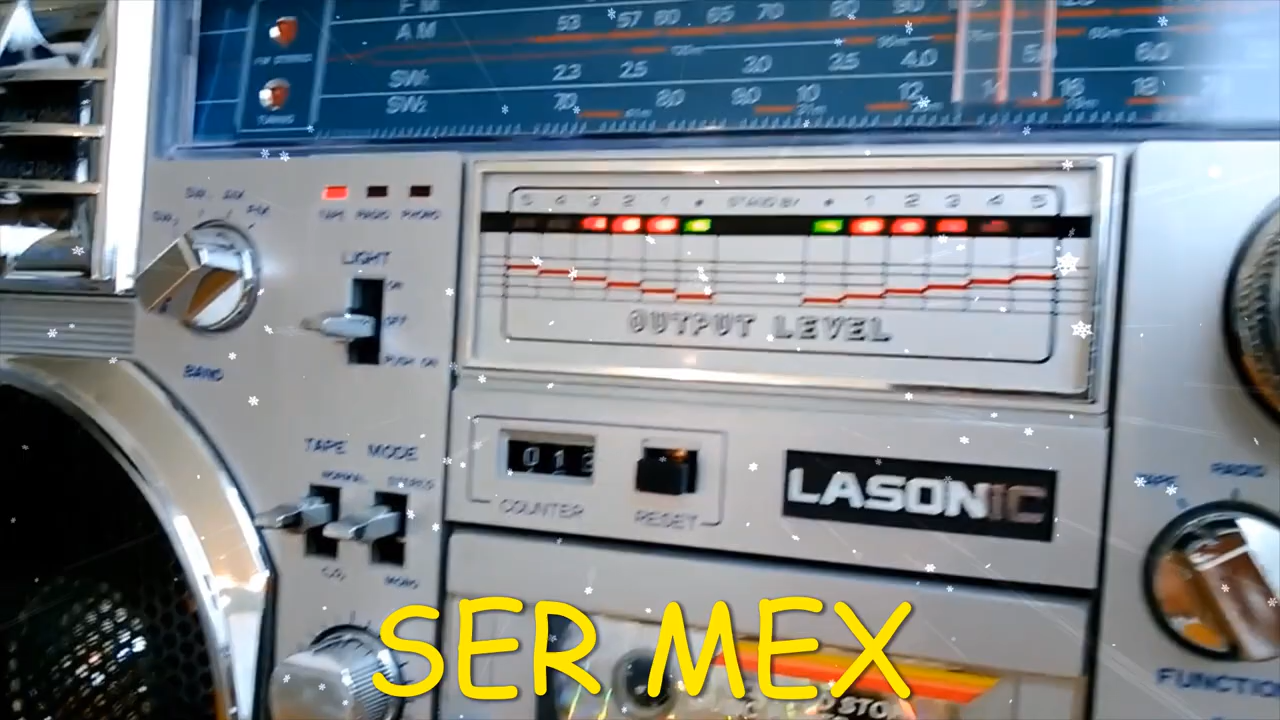 FM
AM 53 57 60 65 70 80 90
SW₁ 2.3 2.5 3.0 3.5 4.0 5.0 6.0
SW₂ 7.0 8.0 9.0 10 12 14 16 18
FM STEREO
TUNING
SW₂ SW₁ AM FM
BAND
TAPE RADIO PHONO
LIGHT
ON
OFF
PUSH ON
5 4 3 2 1 STAND BY 1 2 3 4 5
OUTPUT LEVEL
TAPE MODE
NORMAL STEREO
MONO
013
COUNTER RESET
LASONIC
TAPE RADIO
FUNCTIO
SER MEX